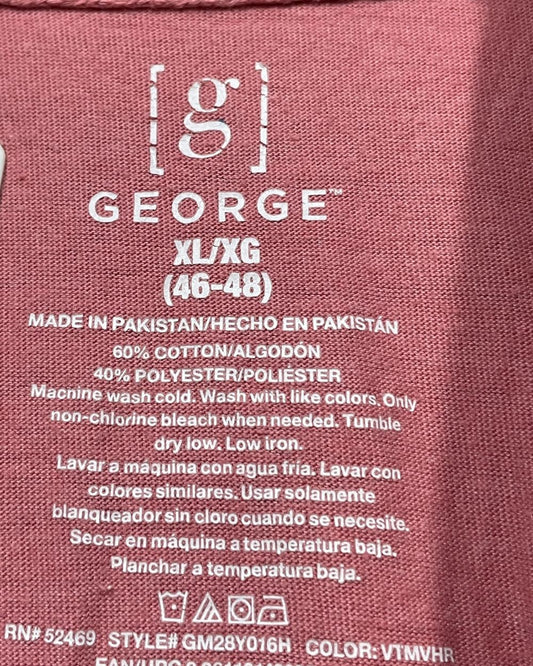 [g]
GEORGE™
XL/XG
(46-48)
MADE IN PAKISTAN/HECHO EN PAKISTÁN
60% COTTON/ALGODÓN
40% POLYESTER/POLIÉSTER
Machine wash cold. Wash with like colors. Only
non-chlorine bleach when needed. Tumble
dry low. Low iron.
Lavar a máquina con agua fría. Lavar con
colores similares. Usar solamente
blanqueador sin cloro cuando se necesite.
Secar en máquina a temperatura baja.
Planchar a temperatura baja.
RN# 52469 STYLE# GM28Y016H COLOR: VTMVHR